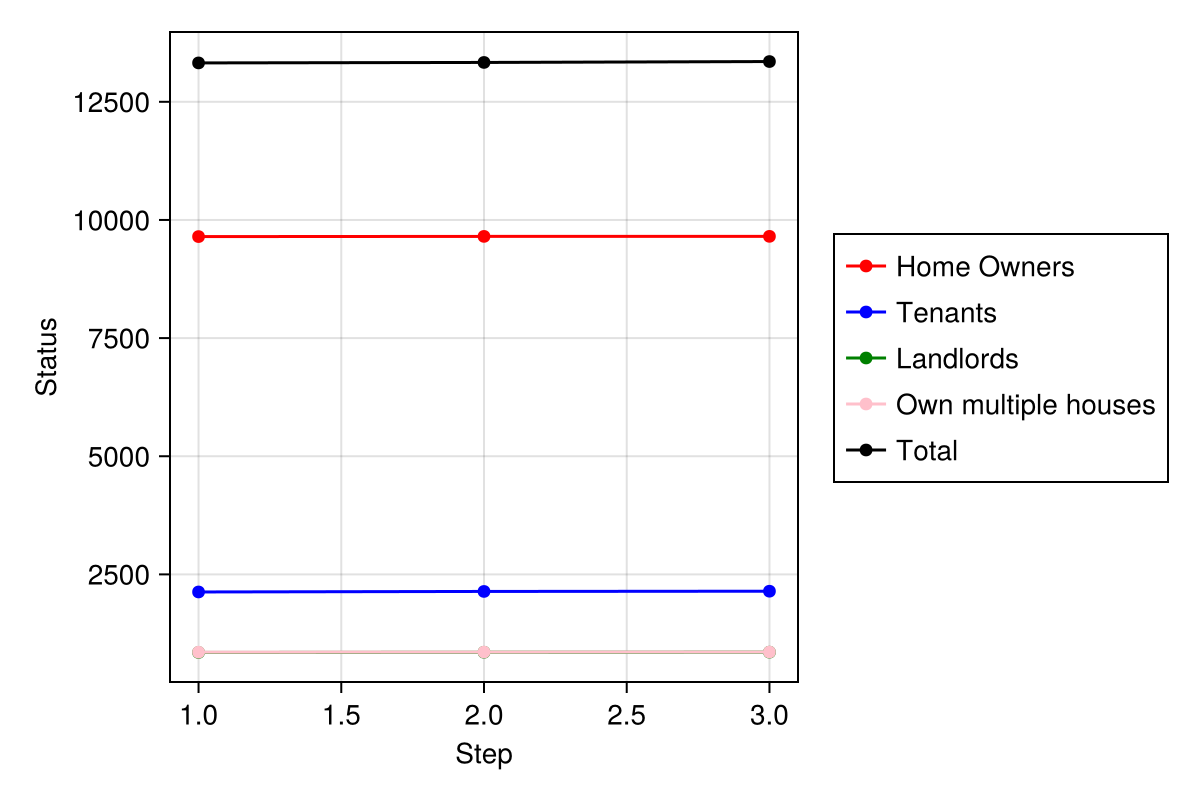 12500
10000
7500
5000
2500
Status
1.0 1.5 2.0 2.5 3.0
Step
Home Owners
Tenants
Landlords
Own multiple houses
Total